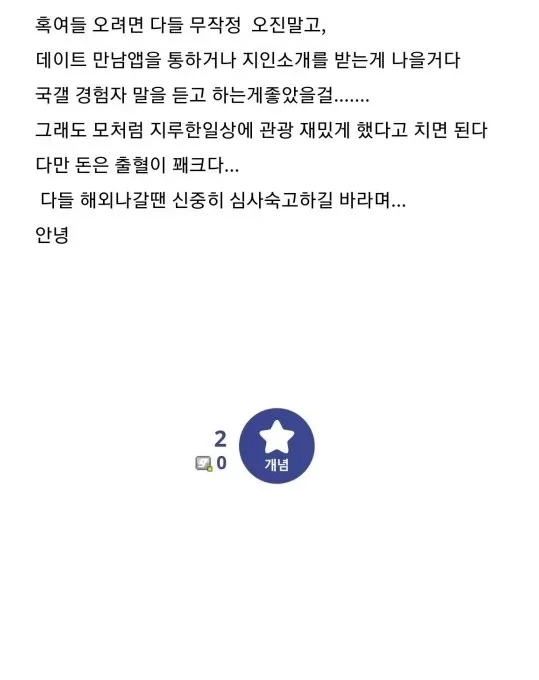 혹여들 오려면 다들 무작정  오진말고,
데이트 만남앱을 통하거나 지인소개를 받는게 나을거다
국갤 경험자 말을 듣고 하는게좋았을걸.......
그래도 모처럼 지루한일상에 관광 재밌게 했다고 치면 된다
다만 돈은 출혈이 꽤크다...
다들 해외나갈땐 신중히 심사숙고하길 바라며...
안녕
2
0
개념